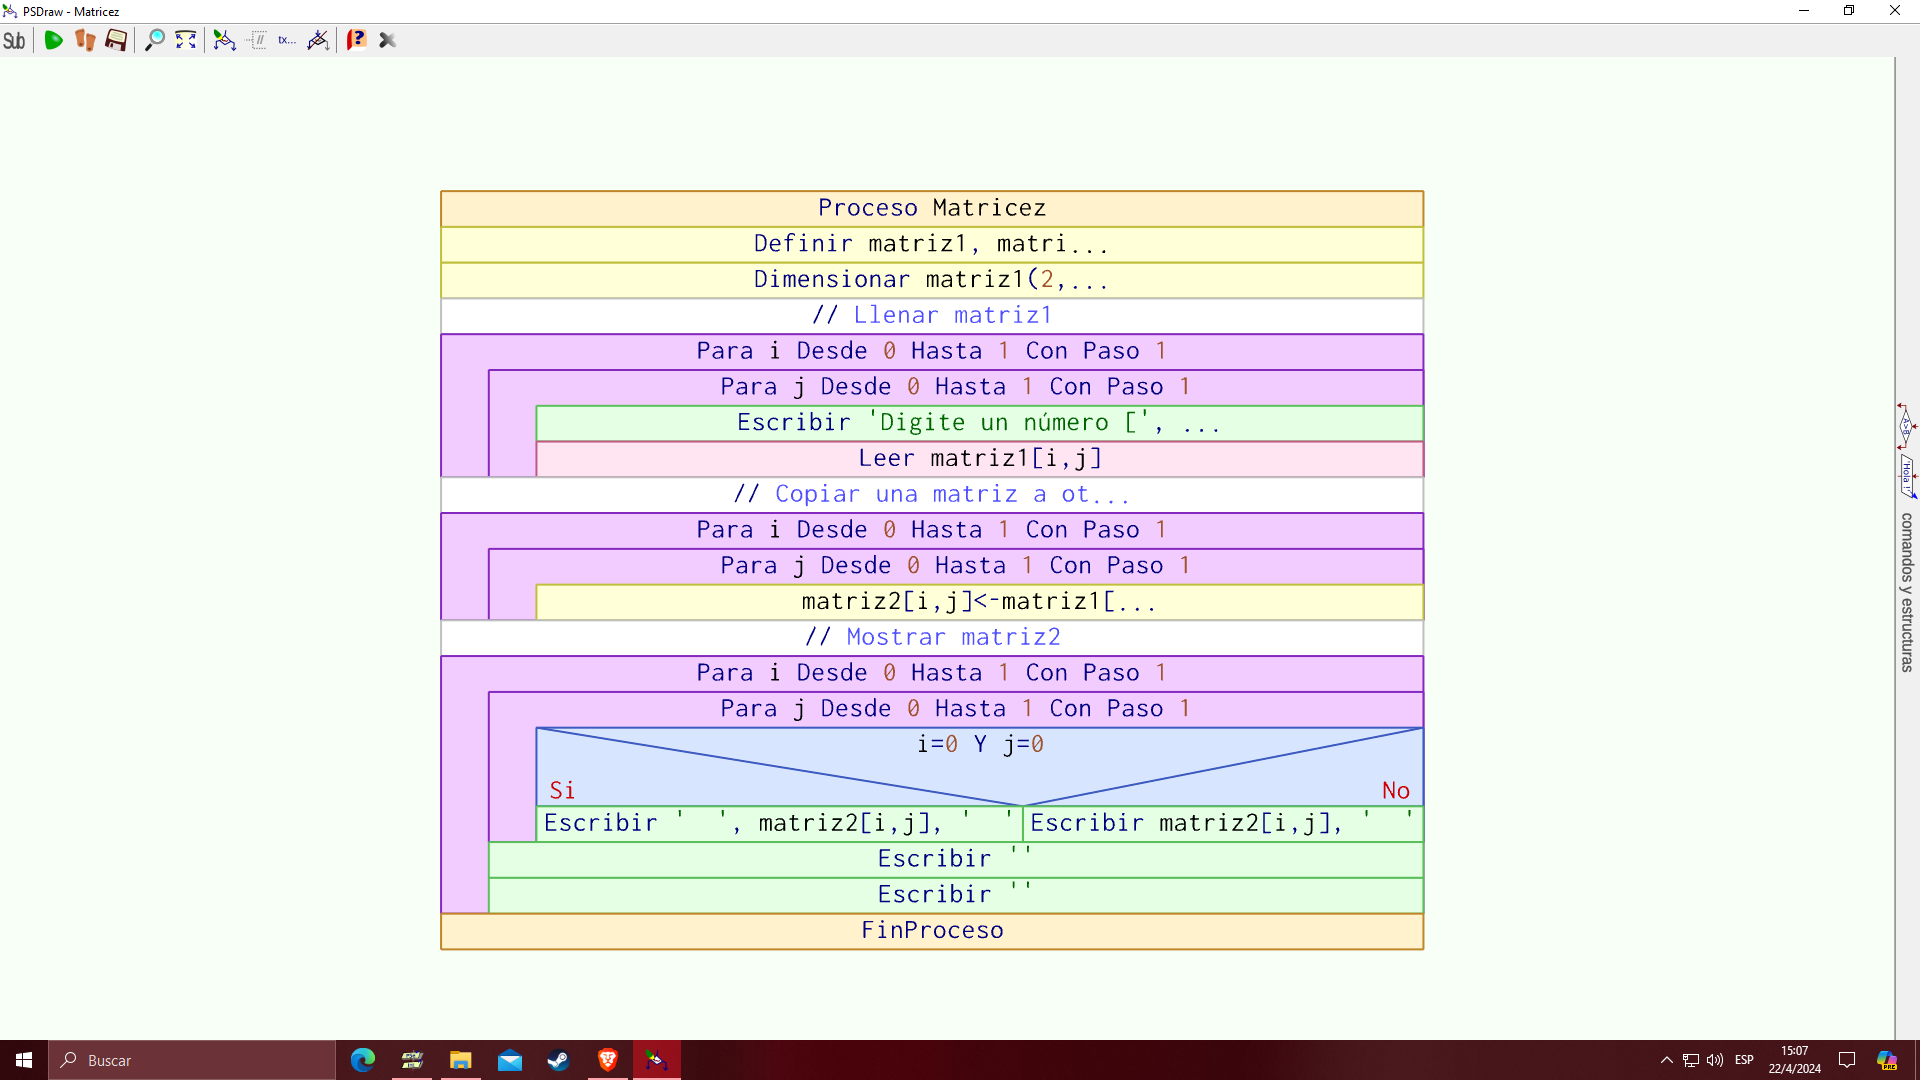 PSDraw - Matricez
Sub
tx...
Proceso Matricez
Definir matriz1, matri...
Dimensionar matriz1(2,...
// Llenar matriz1
Para i Desde 0 Hasta 1 Con Paso 1
Para j Desde 0 Hasta 1 Con Paso 1
Escribir 'Digite un número [', ...
Leer matriz1[i,j]
// Copiar una matriz a ot...
Para i Desde 0 Hasta 1 Con Paso 1
Para j Desde 0 Hasta 1 Con Paso 1
matriz2[i,j]<-matriz1[...
// Mostrar matriz2
Para i Desde 0 Hasta 1 Con Paso 1
Para j Desde 0 Hasta 1 Con Paso 1
i=0 Y j=0
Si
No
Escribir '  ', matriz2[i,j], '  '
Escribir matriz2[i,j], '  '
Escribir ''
Escribir ''
FinProceso
A>B
'Hola !'
comandos y estructuras
Buscar
ESP
15:07
22/4/2024
PRE